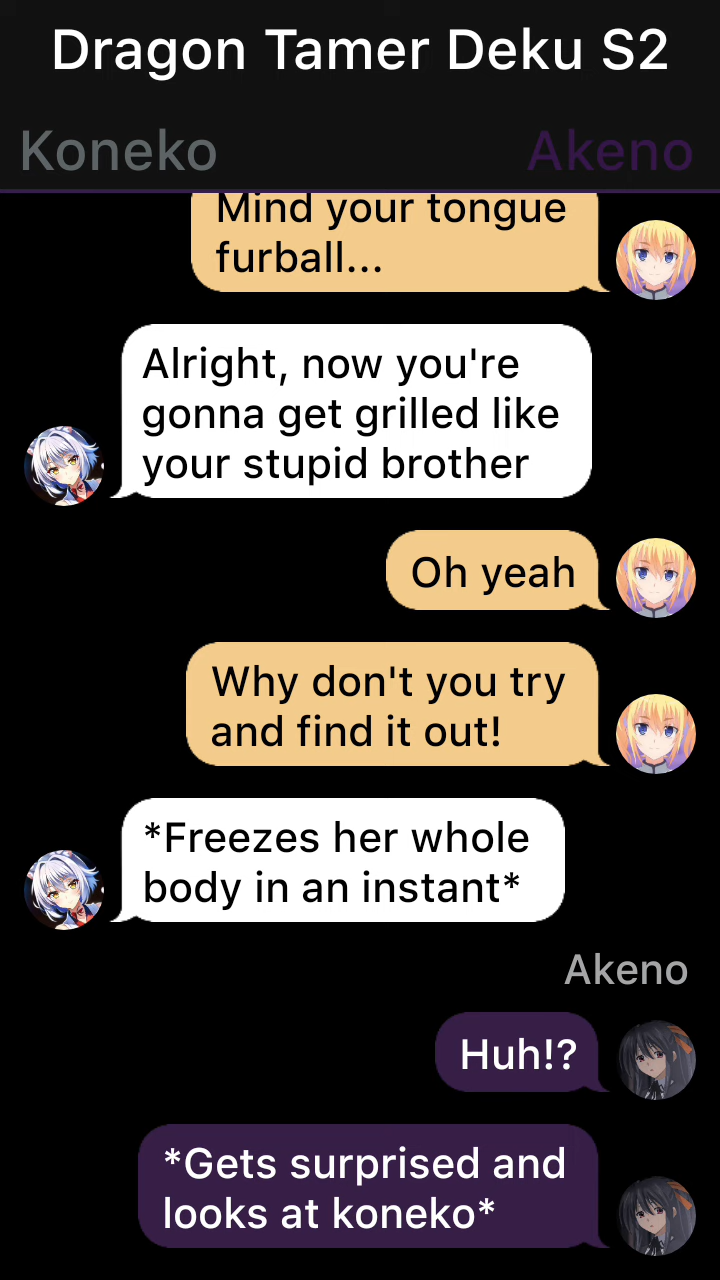 Dragon Tamer Deku S2
Koneko
Akeno
Mind your tongue
furball...
Alright, now you're
gonna get grilled like
your stupid brother
Oh yeah
Why don't you try
and find it out!
*Freezes her whole
body in an instant*
Akeno
Huh!?
*Gets surprised and
looks at koneko*